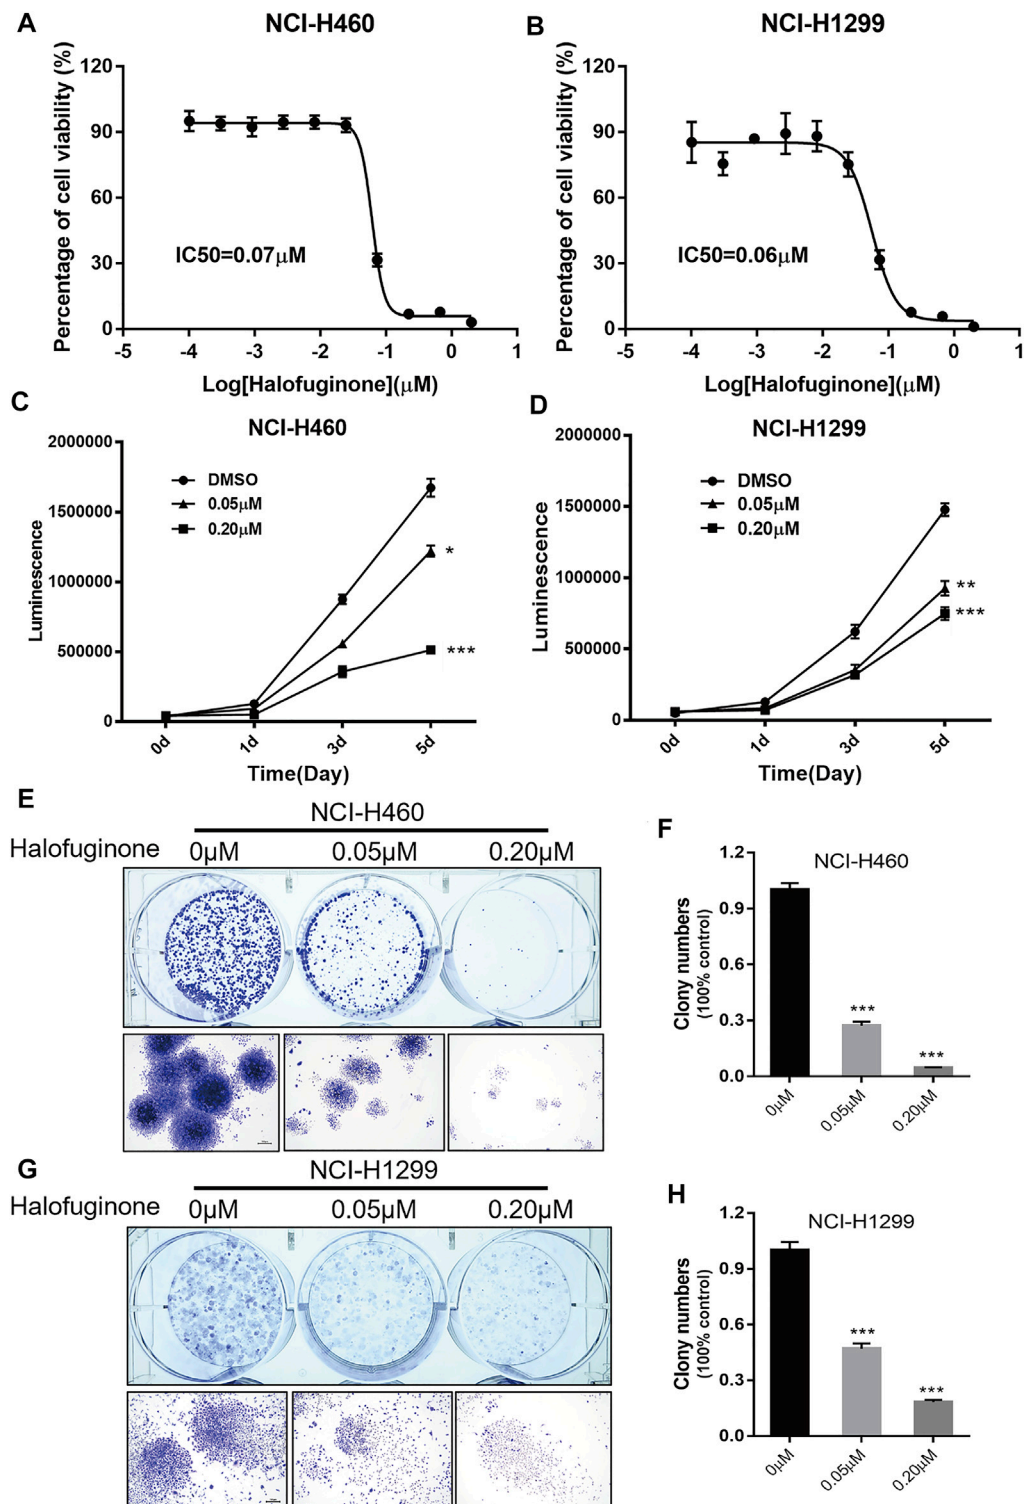 A
NCI-H460
Percentage of cell viability (%)
120
90
60
30
0
IC50=0.07μM
-5 -4 -3 -2 -1 0 1
Log[Halofuginone](μM)
B
NCI-H1299
Percentage of cell viability (%)
120
90
60
30
0
IC50=0.06μM
-5 -4 -3 -2 -1 0 1
Log[Halofuginone](μM)
C
NCI-H460
Luminescence
2000000
1500000
1000000
500000
0
DMSO
0.05μM
0.20μM
*
***
0d 1d 3d 5d
Time(Day)
D
NCI-H1299
Luminescence
2000000
1500000
1000000
500000
0
DMSO
0.05μM
0.20μM
**
***
0d 1d 3d 5d
Time(Day)
E
NCI-H460
Halofuginone 0μM 0.05μM 0.20μM
F
NCI-H460
Clony numbers
(100% control)
1.2
0.9
0.6
0.3
0.0
***
***
0μM 0.05μM 0.20μM
G
NCI-H1299
Halofuginone 0μM 0.05μM 0.20μM
H
NCI-H1299
Clony numbers
(100% control)
1.2
0.9
0.6
0.3
0.0
***
***
0μM 0.05μM 0.20μM